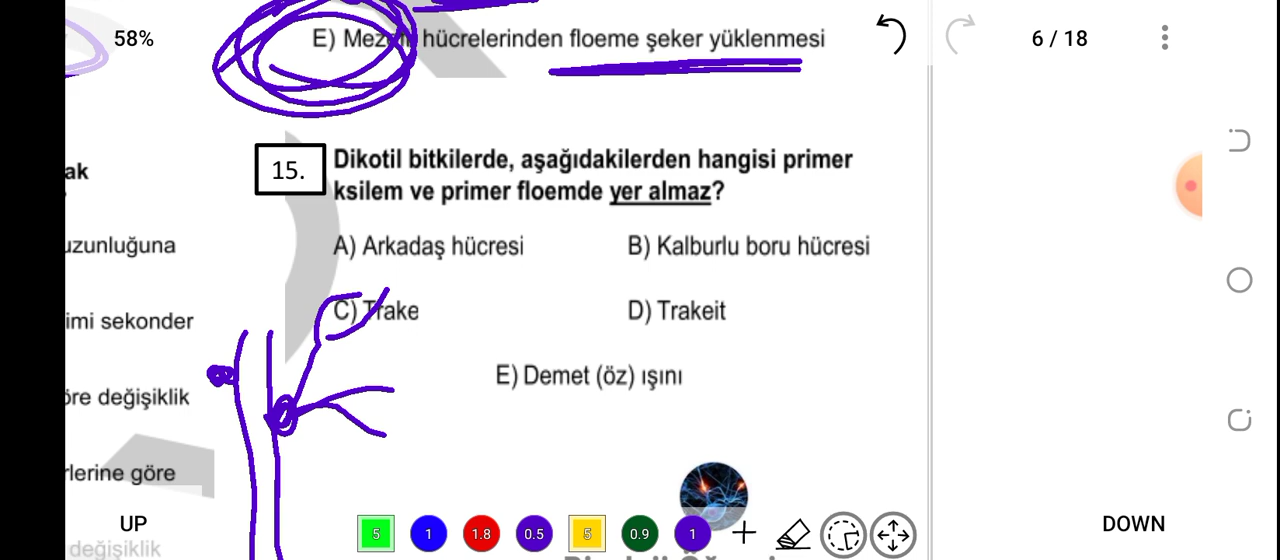 58%
E) Mezofil hücrelerinden floeme şeker yüklenmesi
6 / 18
15.
Dikotil bitkilerde, aşağıdakilerden hangisi primer
ksilem ve primer floemde yer almaz?
A) Arkadaş hücresi
B) Kalburlu boru hücresi
C) Trake
D) Trakeit
E) Demet (öz) ışını
ak
uzunluğuna
imi sekonder
öre değişiklik
rlerine göre
UP
değişiklik
5
1
1.8
0.5
5
0.9
1
DOWN